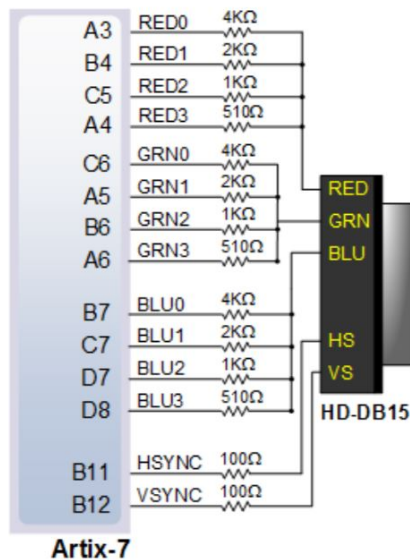 A3 RED0 4KΩ
B4 RED1 2KΩ
C5 RED2 1KΩ
A4 RED3 510Ω
C6 GRN0 4KΩ
A5 GRN1 2KΩ
B6 GRN2 1KΩ
A6 GRN3 510Ω
B7 BLU0 4KΩ
C7 BLU1 2KΩ
D7 BLU2 1KΩ
D8 BLU3 510Ω
B11 HSYNC 100Ω
B12 VSYNC 100Ω
Artix-7
RED
GRN
BLU
HS
VS
HD-DB15